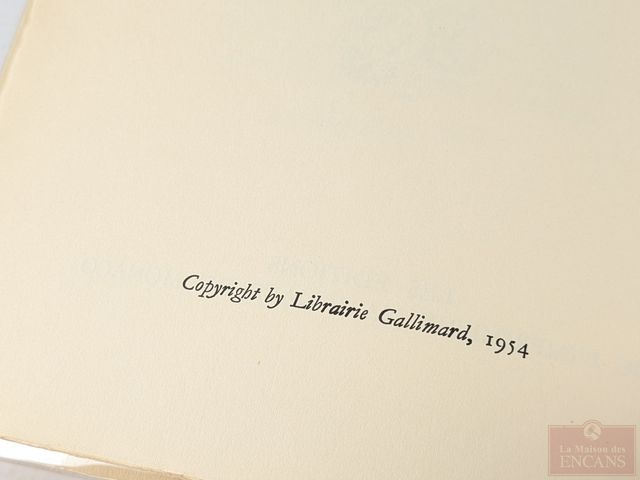 Copyright by Librairie Gallimard, 1954
La Maison des
ENCANS